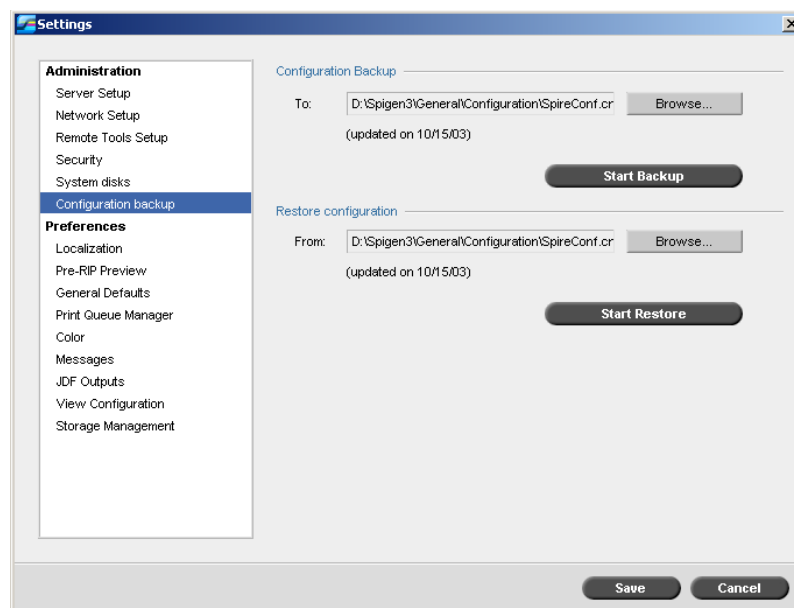 Settings
Administration
Server Setup
Network Setup
Remote Tools Setup
Security
System disks
Configuration backup
Preferences
Localization
Pre-RIP Preview
General Defaults
Print Queue Manager
Color
Messages
JDF Outputs
View Configuration
Storage Management
Configuration Backup
To: D:\Spigen3\General\Configuration\SpireConf.cr Browse...
(updated on 10/15/03)
Start Backup
Restore configuration
From: D:\Spigen3\General\Configuration\SpireConf.cr Browse...
(updated on 10/15/03)
Start Restore
Save Cancel